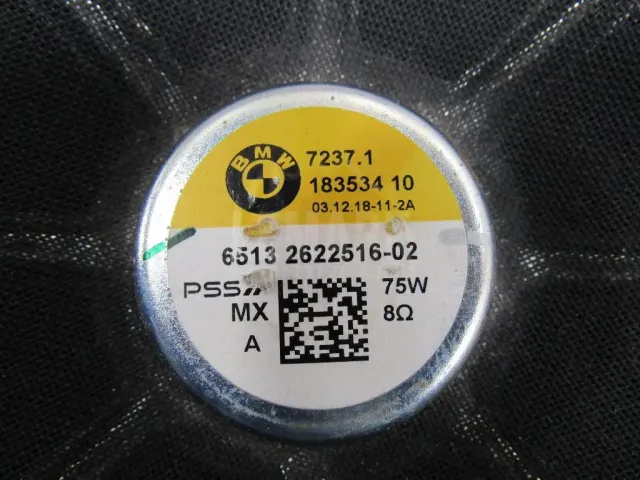 BMW
7237.1
183534 10
03.12.18-11-2A
6513 2622516-02
PSS 75W
MX 8Ω
A